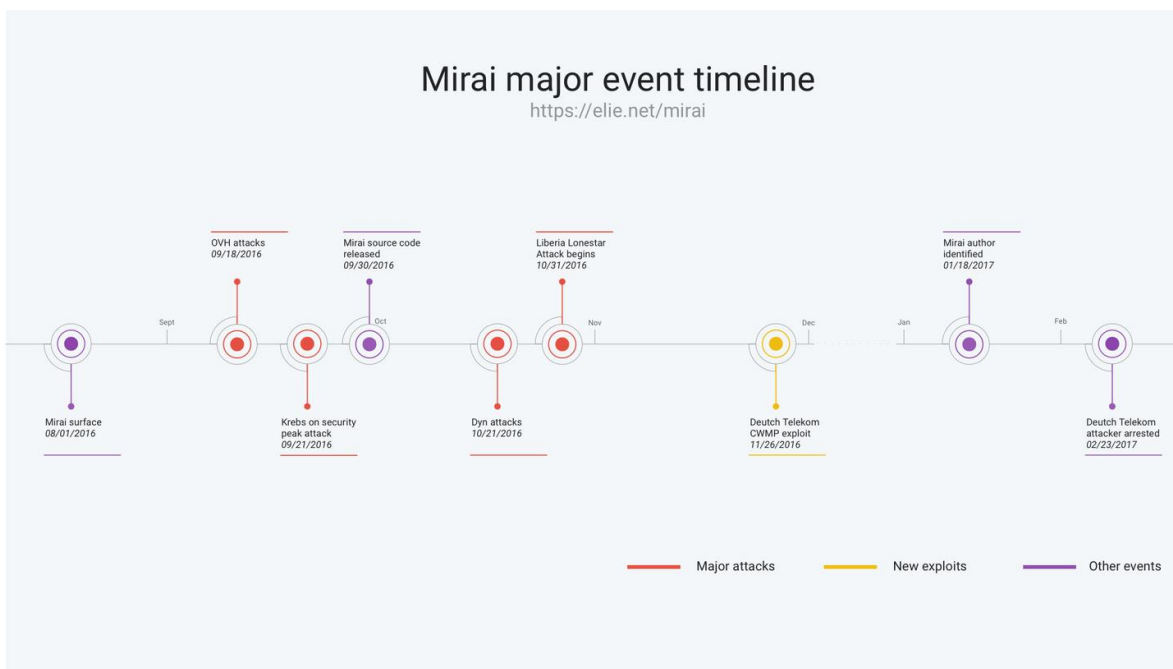 Mirai major event timeline
https://elie.net/mirai
OVH attacks
09/18/2016
Mirai source code
released
09/30/2016
Liberia Lonestar
Attack begins
10/31/2016
Mirai author
identified
01/18/2017
Sept
Oct
Nov
Dec
Jan
Feb
Mirai surface
08/01/2016
Krebs on security
peak attack
09/21/2016
Dyn attacks
10/21/2016
Deutch Telekom
CWMP exploit
11/26/2016
Deutch Telekom
attacker arrested
02/23/2017
Major attacks
New exploits
Other events